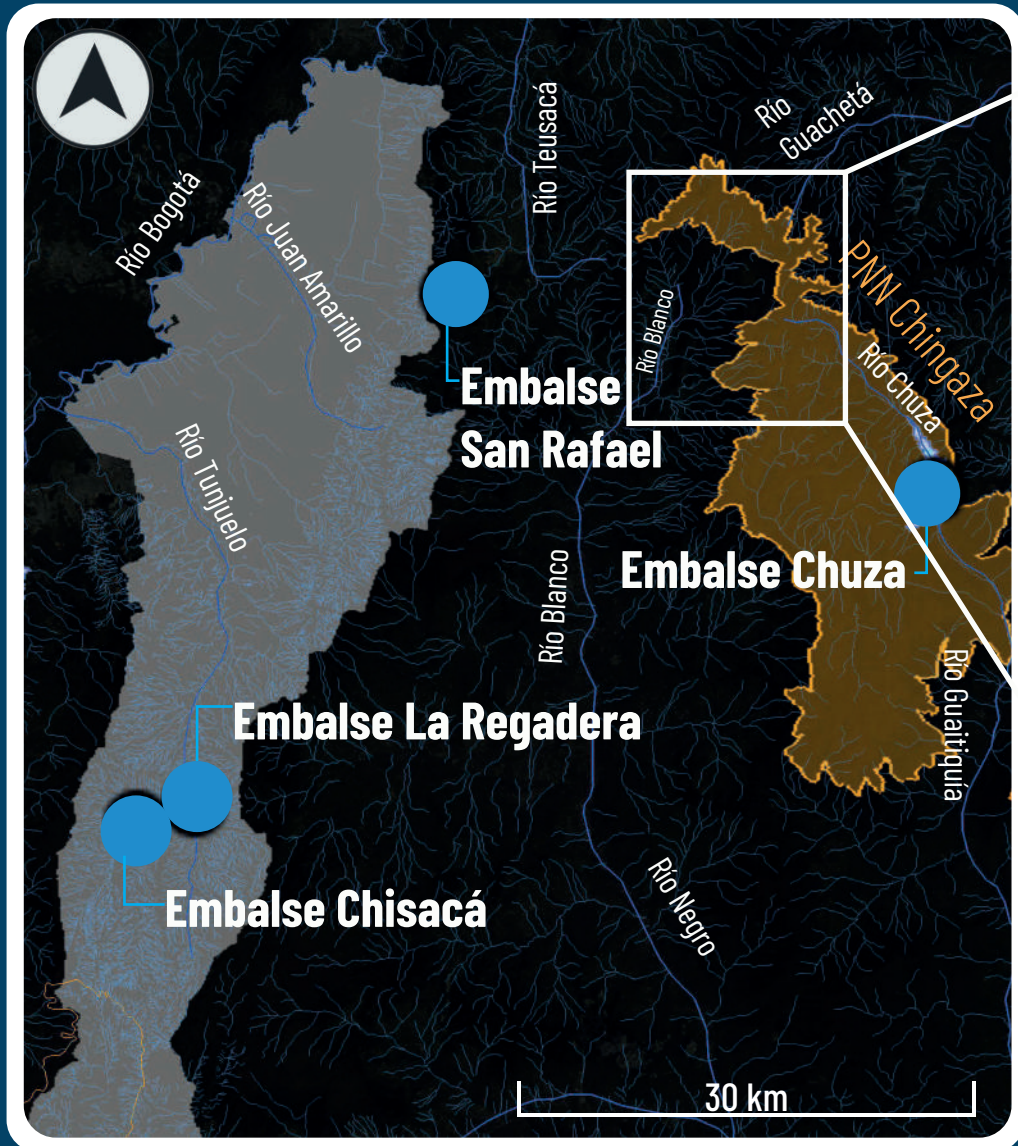 Río
Guachetá
Río Teusacá
Río Bogotá
Río Juan Amarillo
PNN Chingaza
Río Blanco
Río Chuza
Embalse
San Rafael
Río Tunjuelo
Embalse Chuza
Río Blanco
Río Guaitiquía
Embalse La Regadera
Embalse Chisacá
Río Negro
30 km